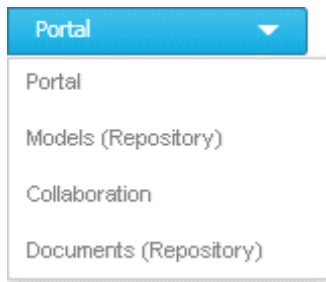 Portal
Portal
Models (Repository)
Collaboration
Documents (Repository)